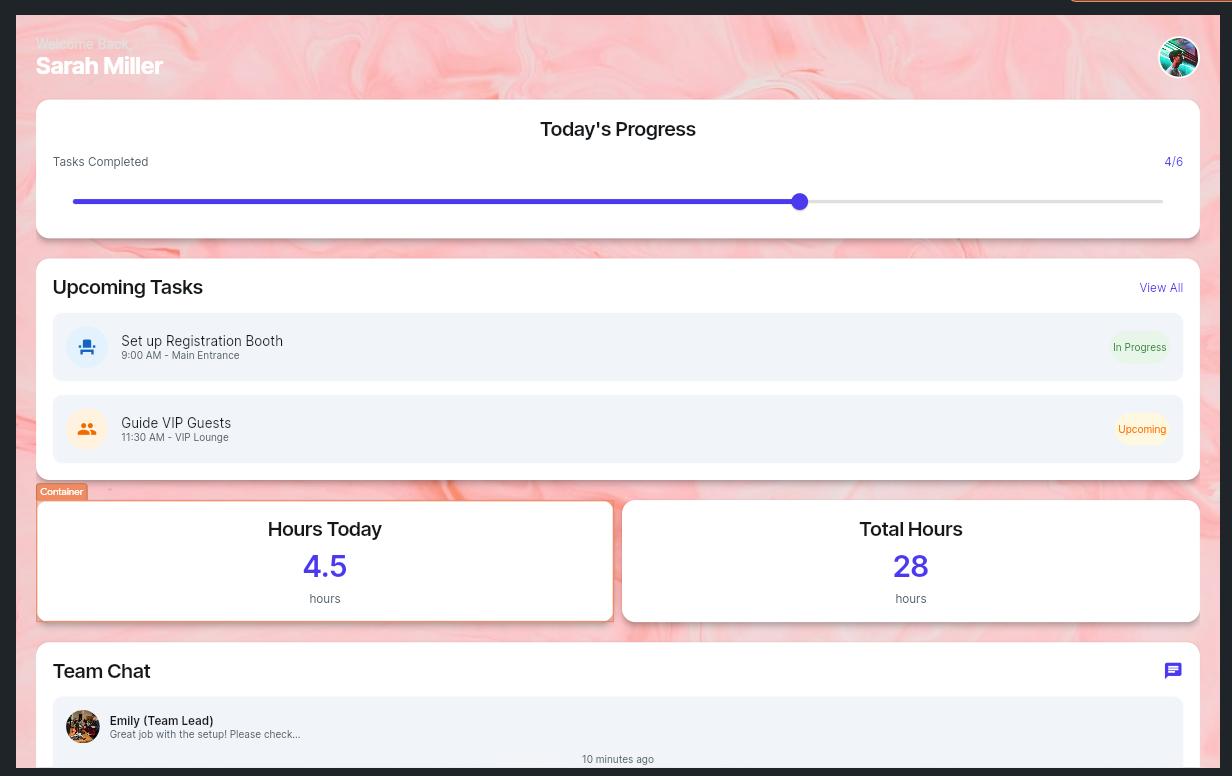 Welcome Back,
Sarah Miller
Today's Progress
Tasks Completed
4/6
Upcoming Tasks
View All
Set up Registration Booth
9:00 AM - Main Entrance
In Progress
Guide VIP Guests
11:30 AM - VIP Lounge
Upcoming
Container
Hours Today
4.5
hours
Total Hours
28
hours
Team Chat
Emily (Team Lead)
Great job with the setup! Please check...
10 minutes ago